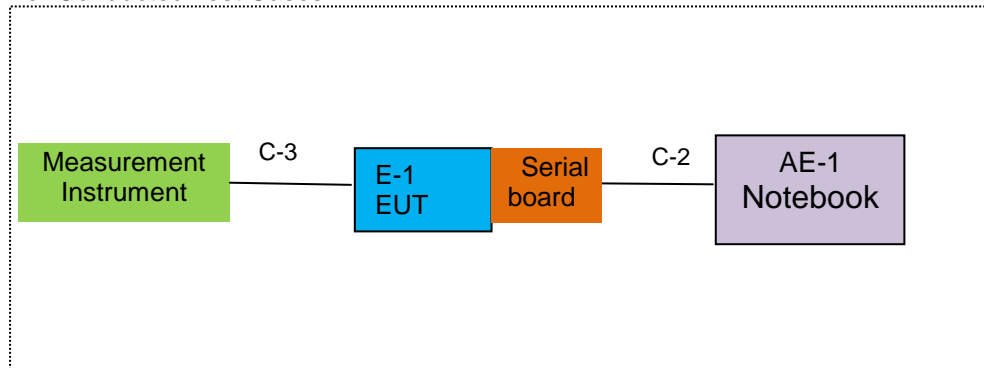 Measurement
Instrument
C-3
E-1
EUT
Serial
board
C-2
AE-1
Notebook